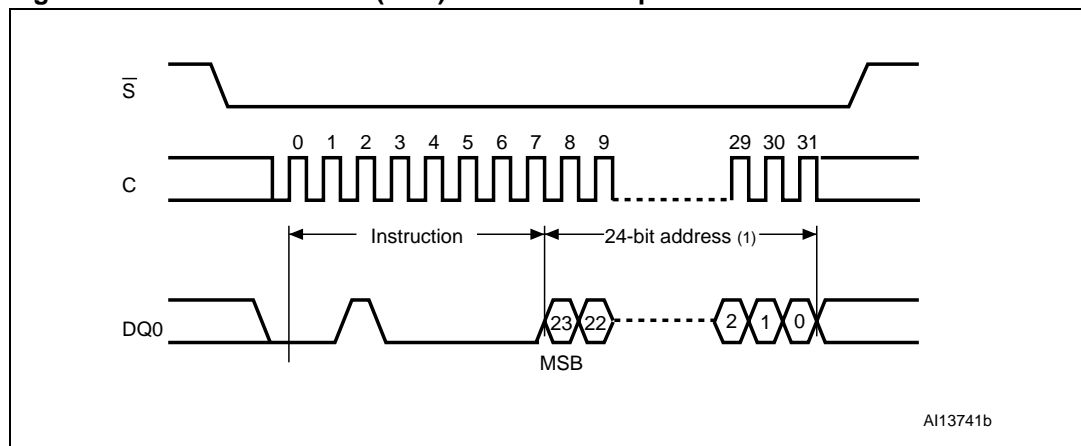 S
0 1 2 3 4 5 6 7 8 9 29 30 31
C
Instruction 24-bit address (1)
DQ0 23 22 2 1 0
MSB
AI13741b